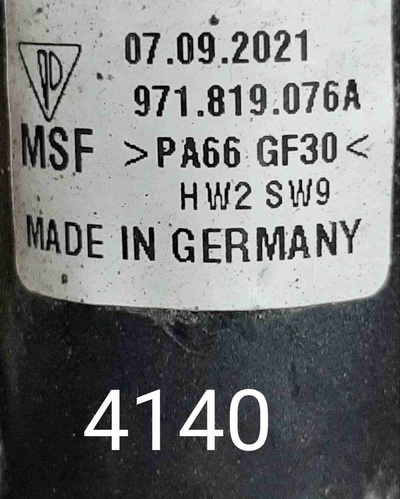 07.09.2021
971.819.076A
MSF >PA66 GF30<
HW2 SW9
MADE IN GERMANY
4140